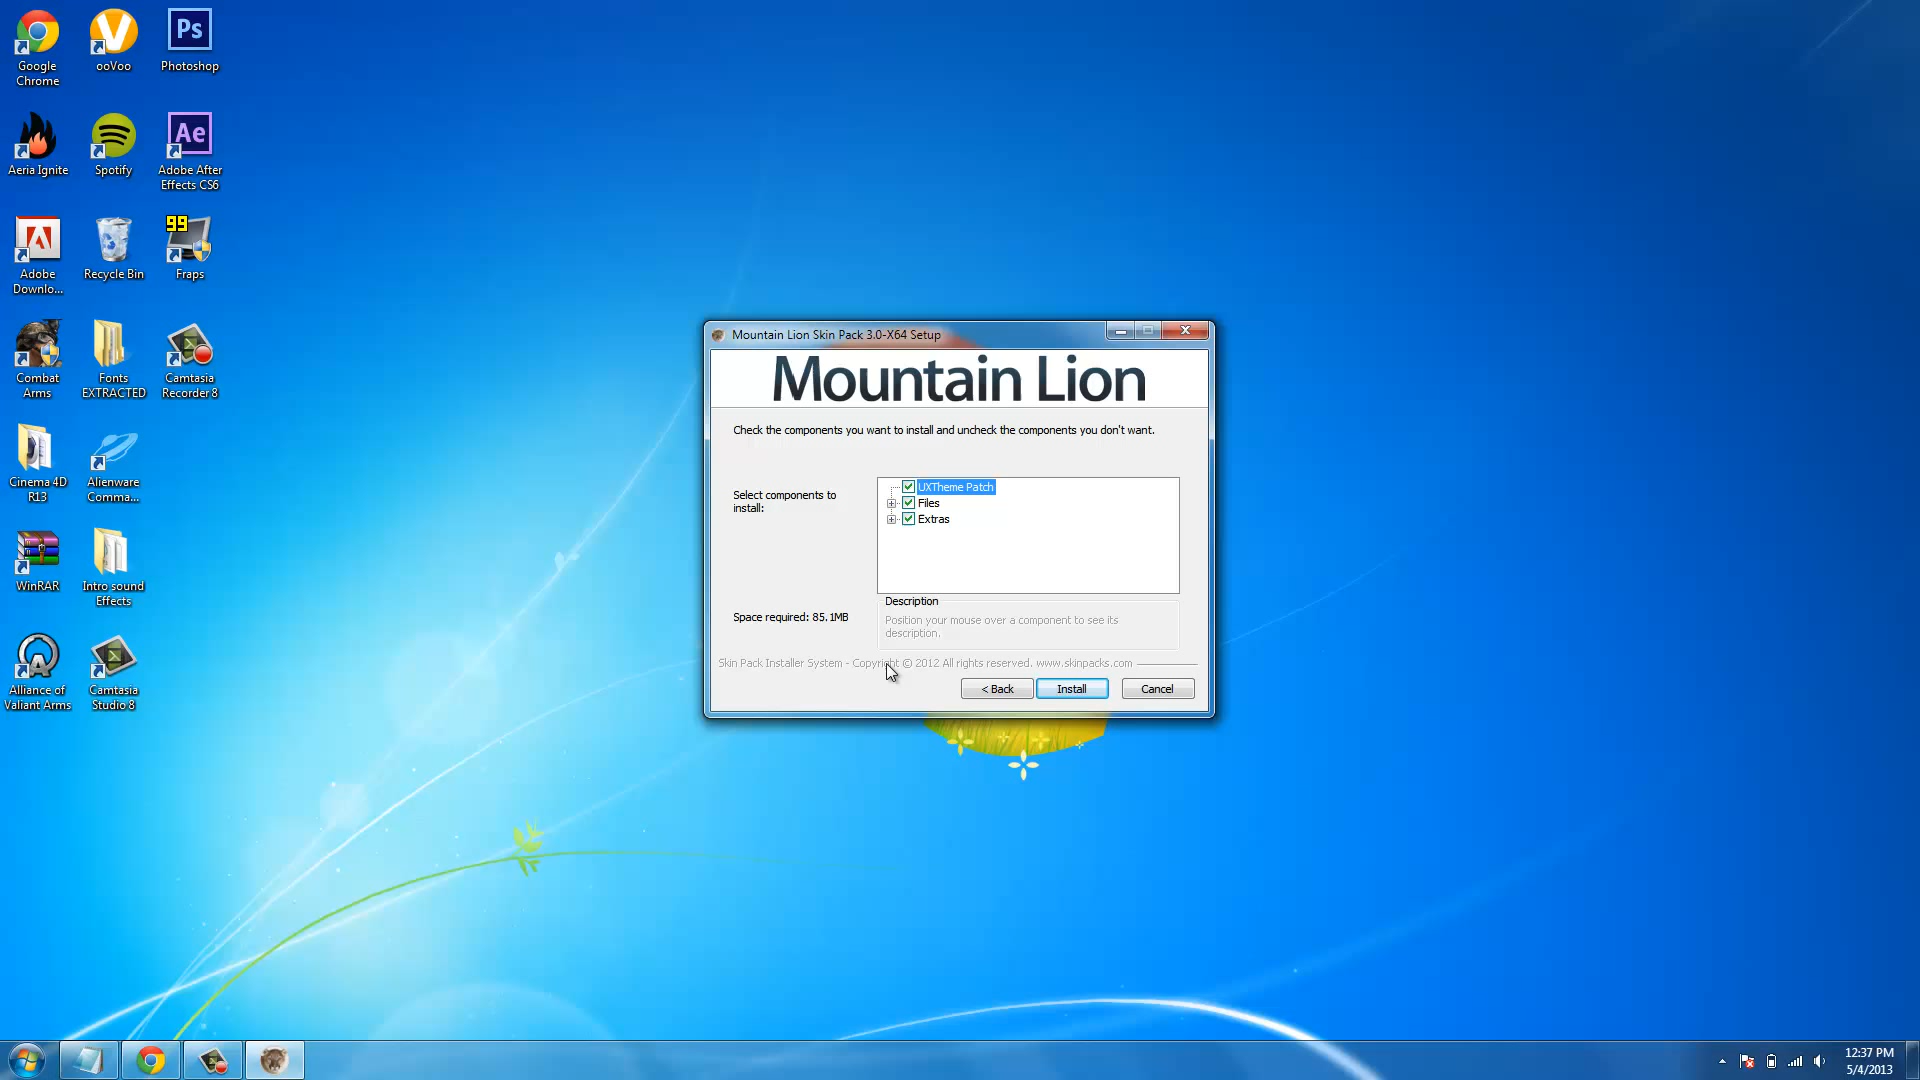 Google
Chrome
ooVoo
Ps
Photoshop
Aeria Ignite
Spotify
Ae
Adobe After
Effects CS6
Adobe
Downlo...
Recycle Bin
99
Fraps
Combat
Arms
Fonts
EXTRACTED
Camtasia
Recorder 8
Cinema 4D
R13
Alienware
Comma...
WinRAR
Intro sound
Effects
Alliance of
Valiant Arms
Camtasia
Studio 8
Mountain Lion Skin Pack 3.0-X64 Setup
Mountain Lion
Check the components you want to install and uncheck the components you don't want.
Select components to
install:
UXTheme Patch
Files
Extras
Space required: 85.1MB
Description
Position your mouse over a component to see its
description.
Skin Pack Installer System - Copyright © 2012 All rights reserved. www.skinpacks.com
< Back
Install
Cancel
12:37 PM
5/4/2013